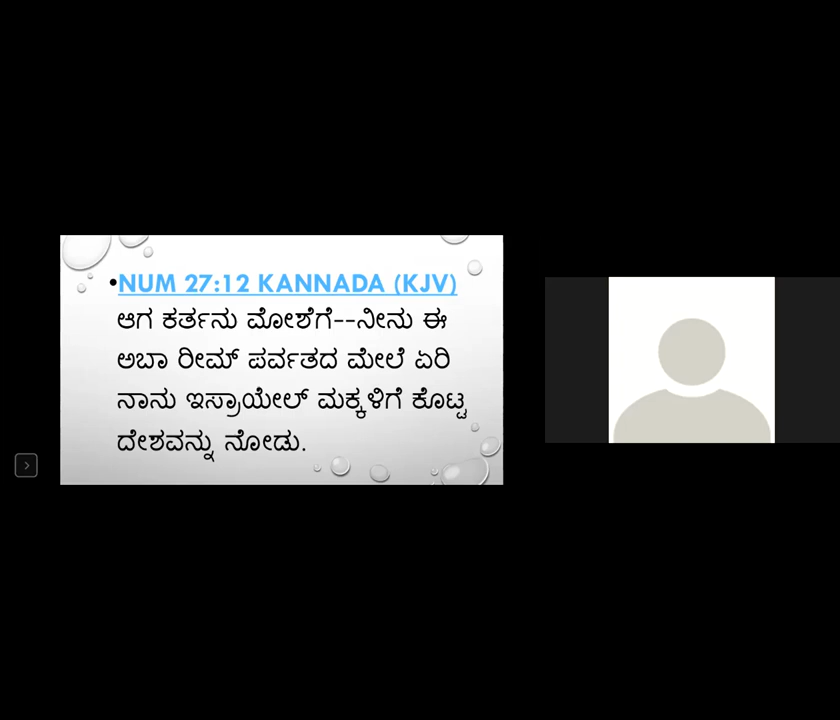 •NUM 27:12 KANNADA (KJV)
ಆಗ ಕರ್ತನು ಮೋಶೆಗೆ--ನೀನು ಈ
ಅಬಾ ರೀಮ್ ಪರ್ವತದ ಮೇಲೆ ಏರಿ
ನಾನು ಇಸ್ರಾಯೇಲ್ ಮಕ್ಕಳಿಗೆ ಕೊಟ್ಟ
ದೇಶವನ್ನು ನೋಡು.